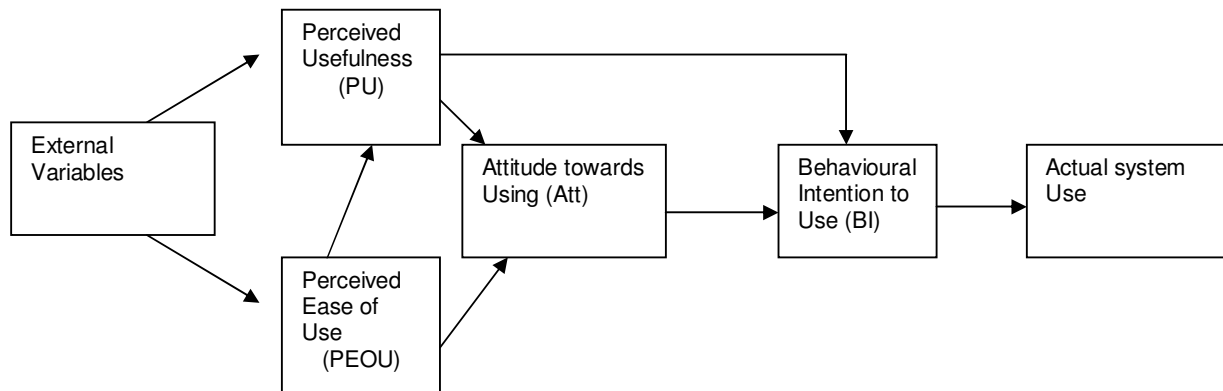 External
Variables
Perceived
Usefulness
(PU)
Perceived
Ease of
Use
(PEOU)
Attitude towards
Using (Att)
Behavioural
Intention to
Use (BI)
Actual system
Use